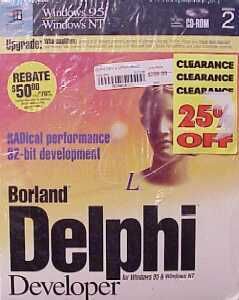 Windows 95
Windows NT
CD-ROM
2
Upgrade:
REBATE
$50.00
CLEARANCE
CLEARANCE
CLEARANCE
25%
OFF
RADical performance
32-bit development
L
Borland
Delphi
for Windows 95 & Windows NT
Developer